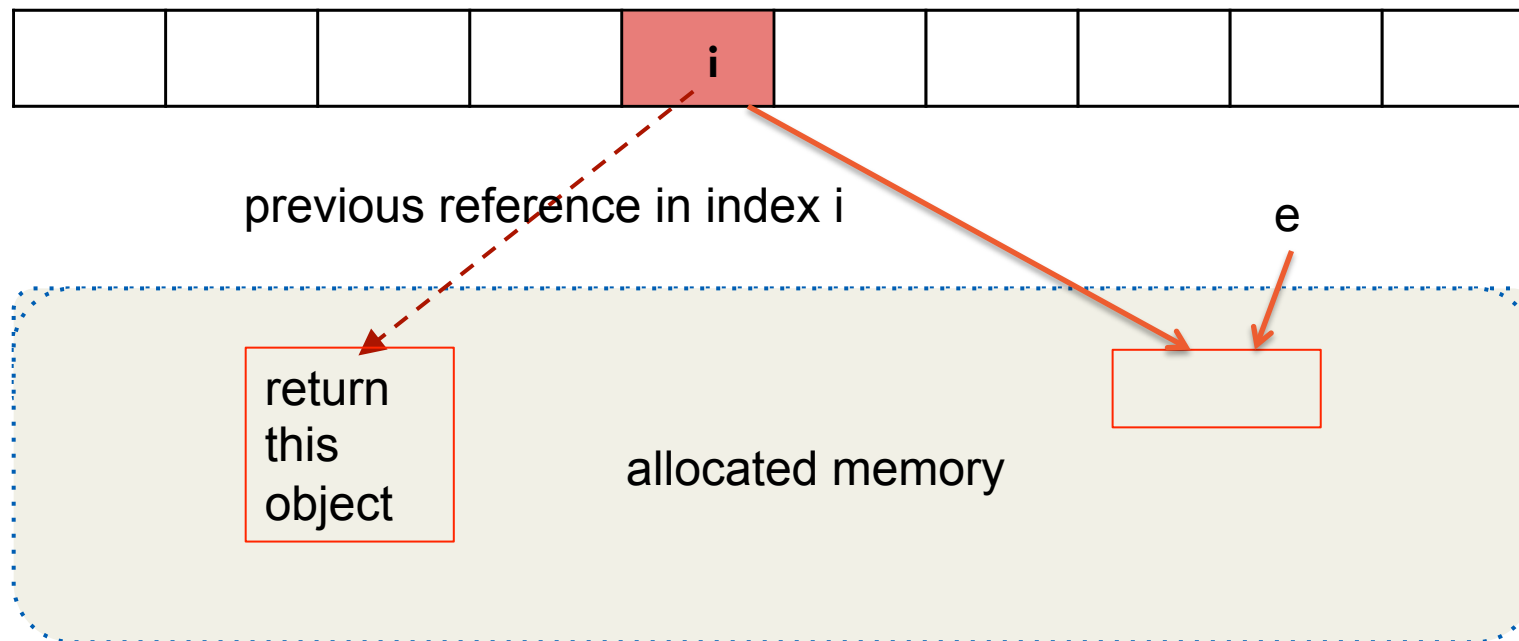 i
previous reference in index i
e
return
this
object
allocated memory